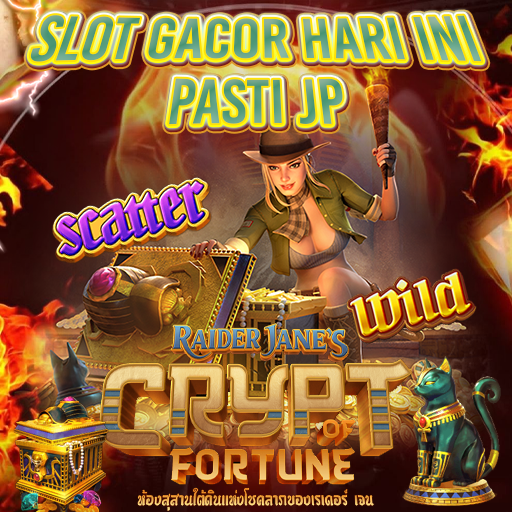 SLOT GACOR HARI INI
PASTI JP
scatter
wild
RAIDER JANE'S
CRYPT
OF
FORTUNE
ห้องสุสานใต้ดินแห่งโชคลาภของเรเดอร์ เจน